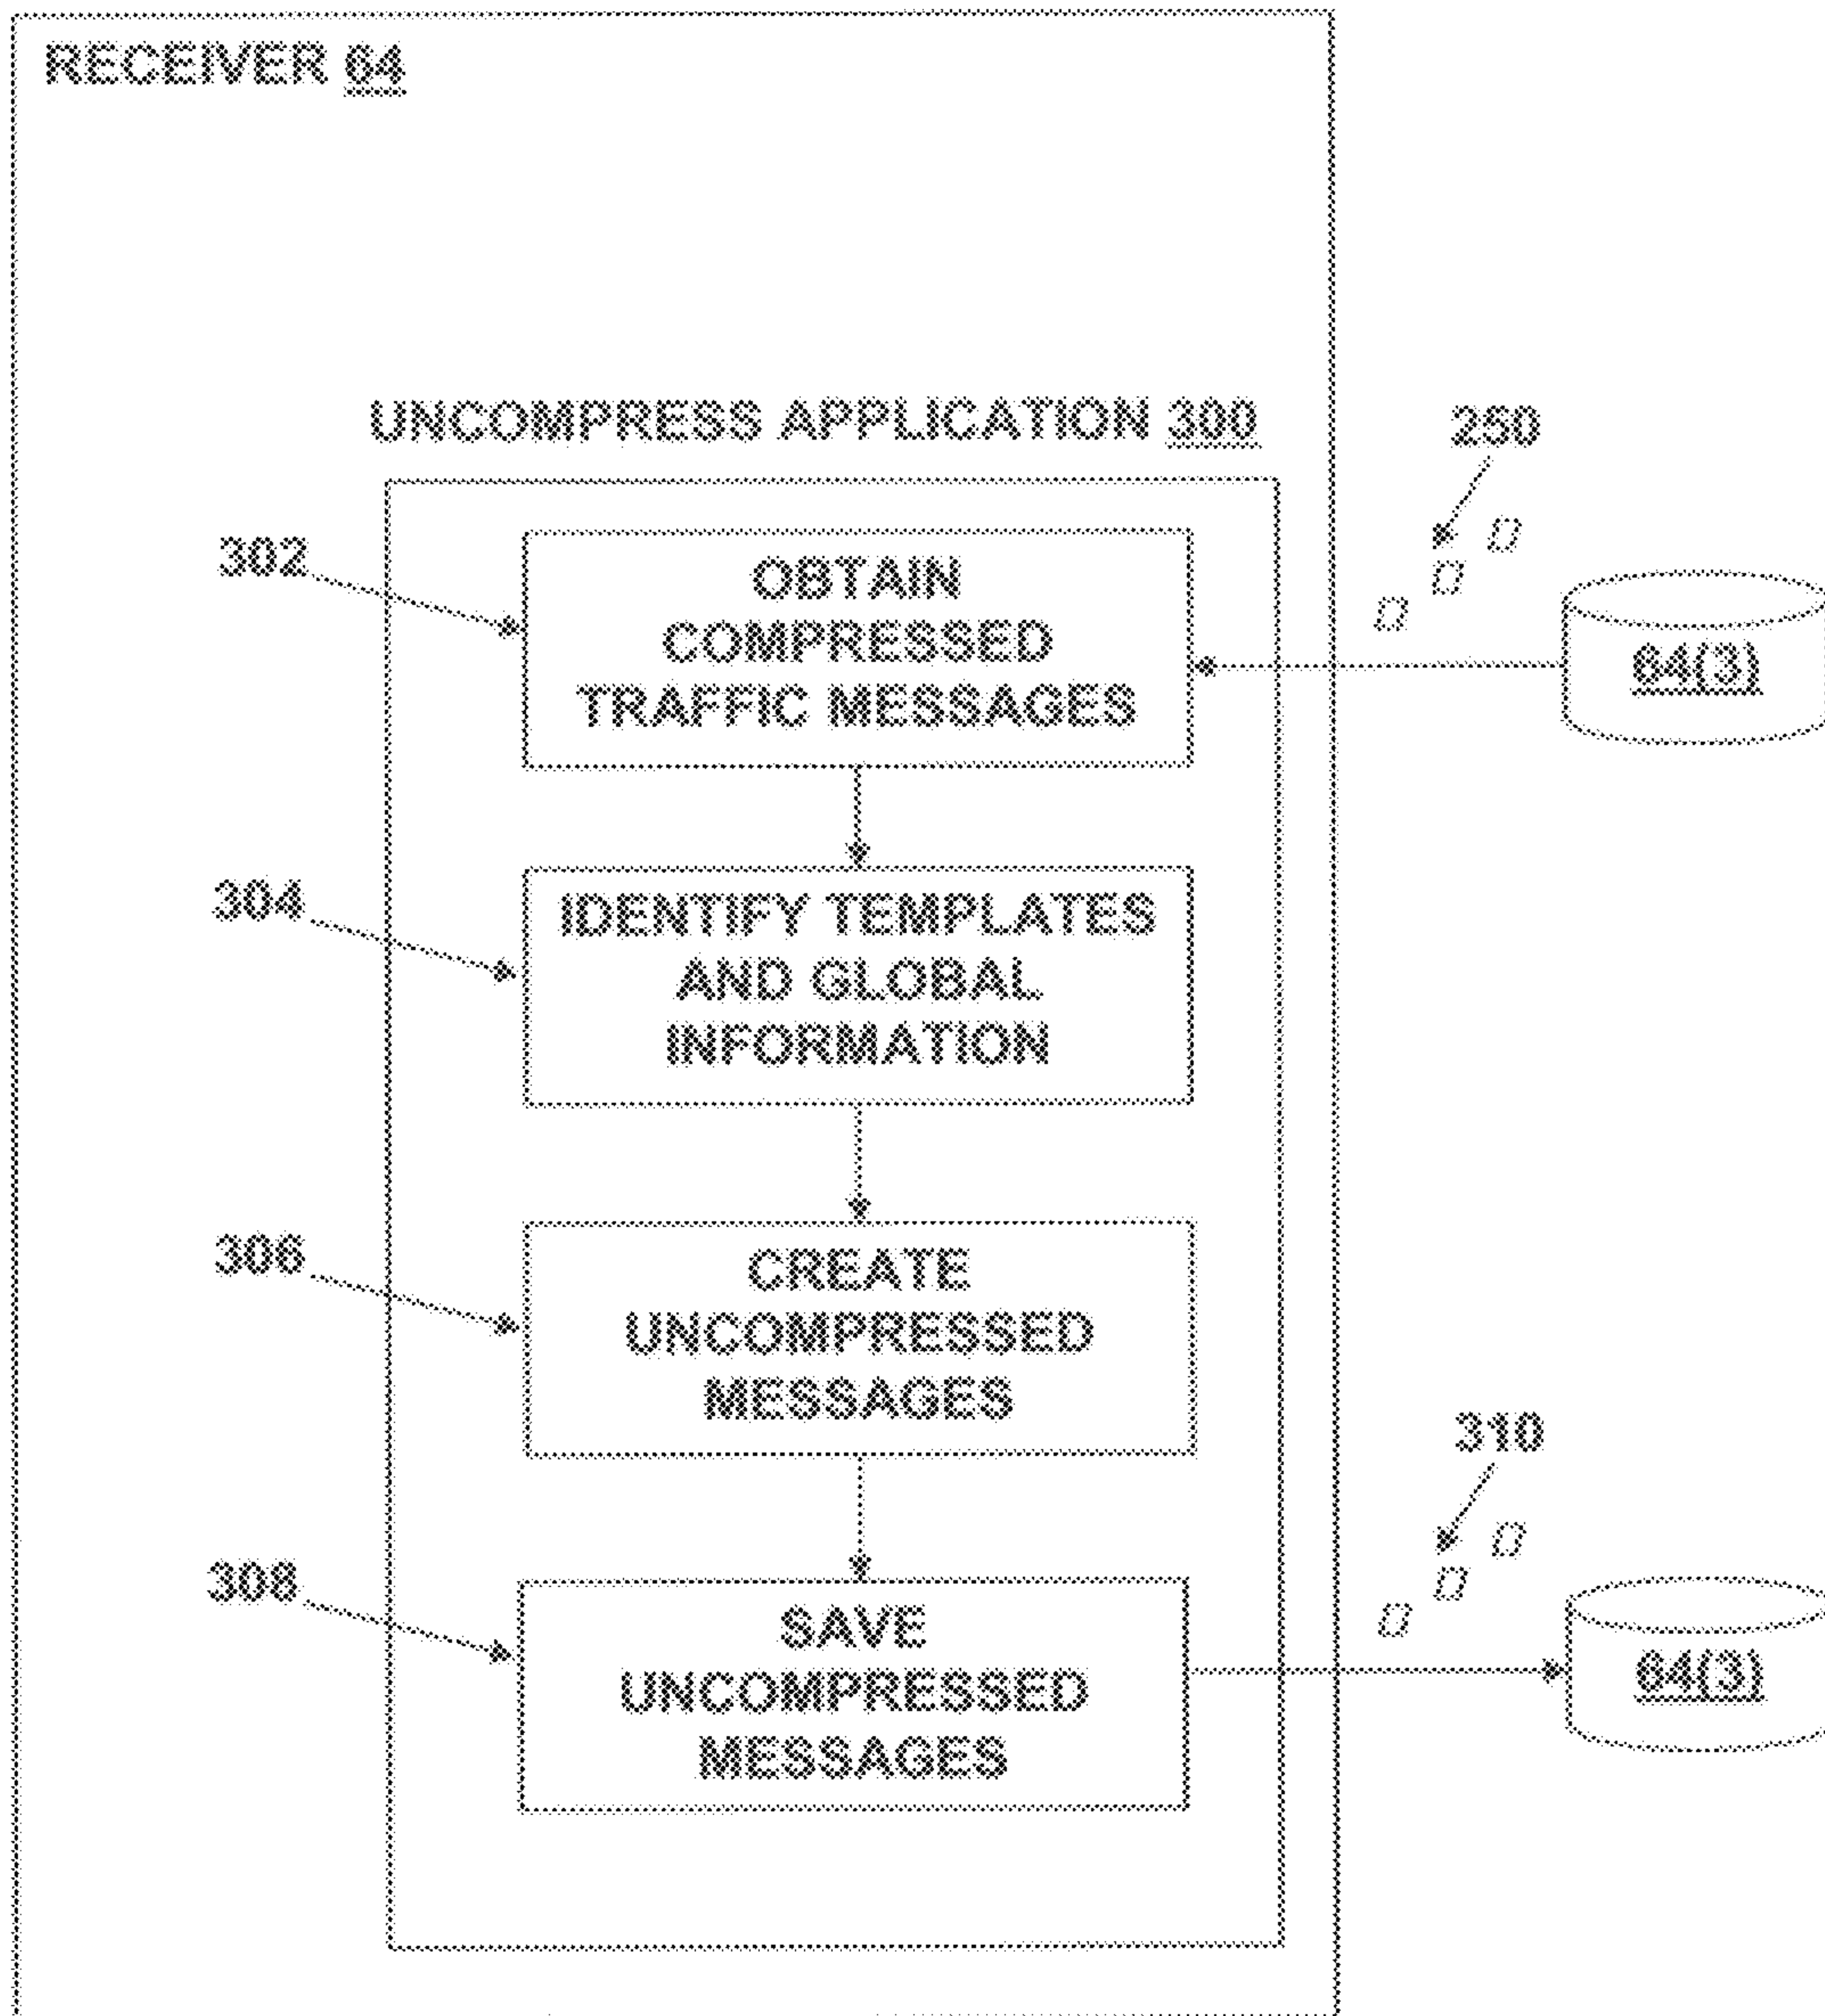 RECEIVER 64
UNCOMPRESS APPLICATION 300
250
302
OBTAIN
COMPRESSED
TRAFFIC MESSAGES
64(3)
304
IDENTIFY TEMPLATES
AND GLOBAL
INFORMATION
306
CREATE
UNCOMPRESSED
MESSAGES
310
308
SAVE
UNCOMPRESSED
MESSAGES
64(3)